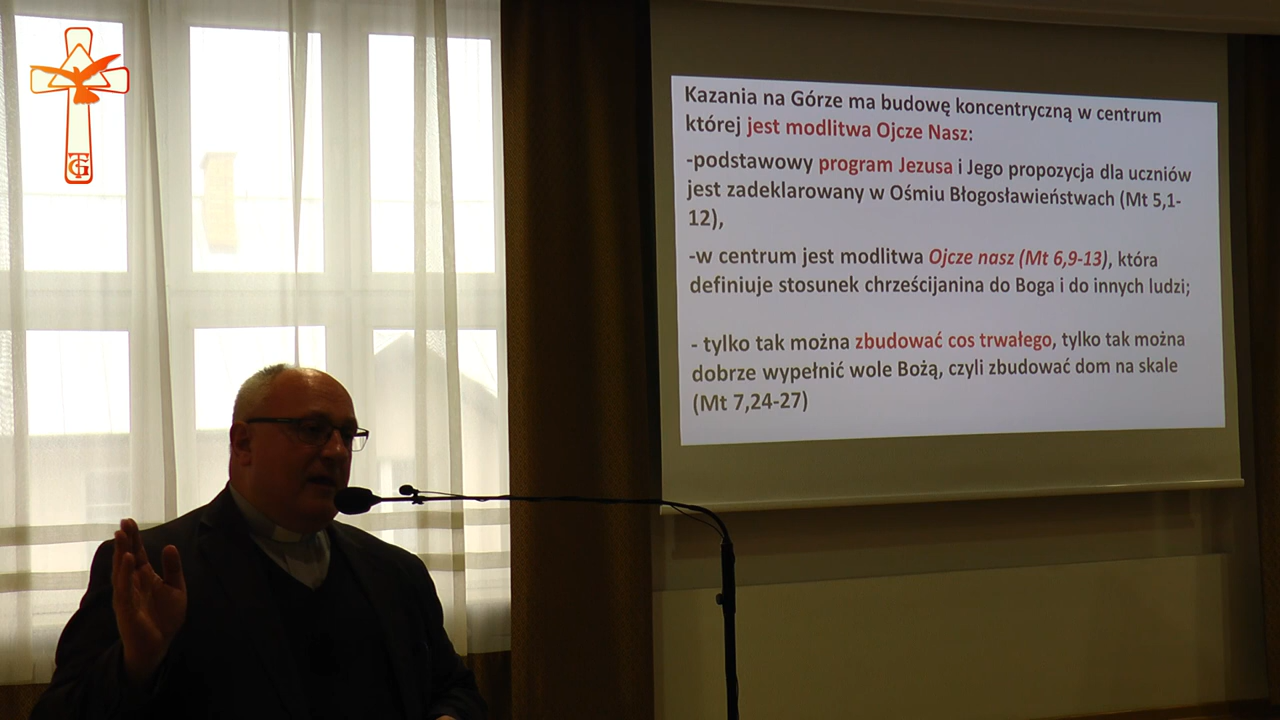 Kazania na Górze ma budowę koncentryczną w centrum
której jest modlitwa Ojcze Nasz:
-podstawowy program Jezusa i Jego propozycja dla uczniów
jest zadeklarowany w Ośmiu Błogosławieństwach (Mt 5,1-
12),
-w centrum jest modlitwa Ojcze nasz (Mt 6,9-13), która
definiuje stosunek chrześcijanina do Boga i do innych ludzi;
- tylko tak można zbudować cos trwałego, tylko tak można
dobrze wypełnić wole Bożą, czyli zbudować dom na skale
(Mt 7,24-27)